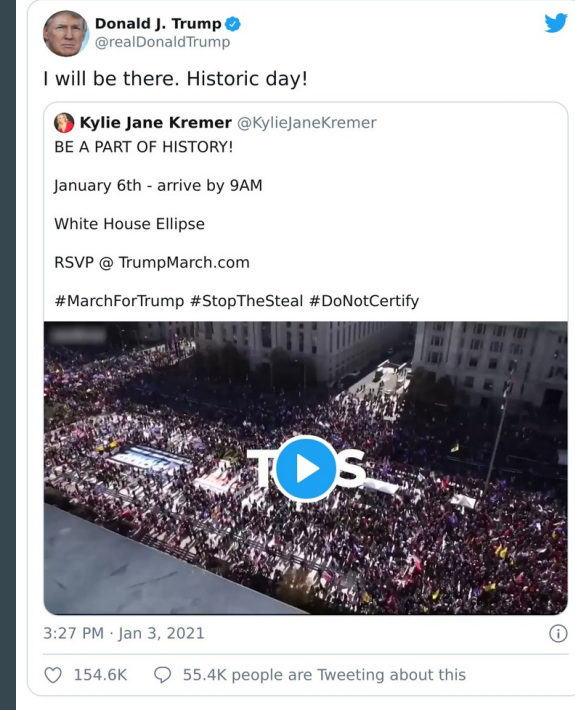 Donald J. Trump
@realDonaldTrump
I will be there. Historic day!
Kylie Jane Kremer @KylieJaneKremer
BE A PART OF HISTORY!
January 6th - arrive by 9AM
White House Ellipse
RSVP @ TrumpMarch.com
#MarchForTrump #StopTheSteal #DoNotCertify
3:27 PM · Jan 3, 2021
154.6K 55.4K people are Tweeting about this